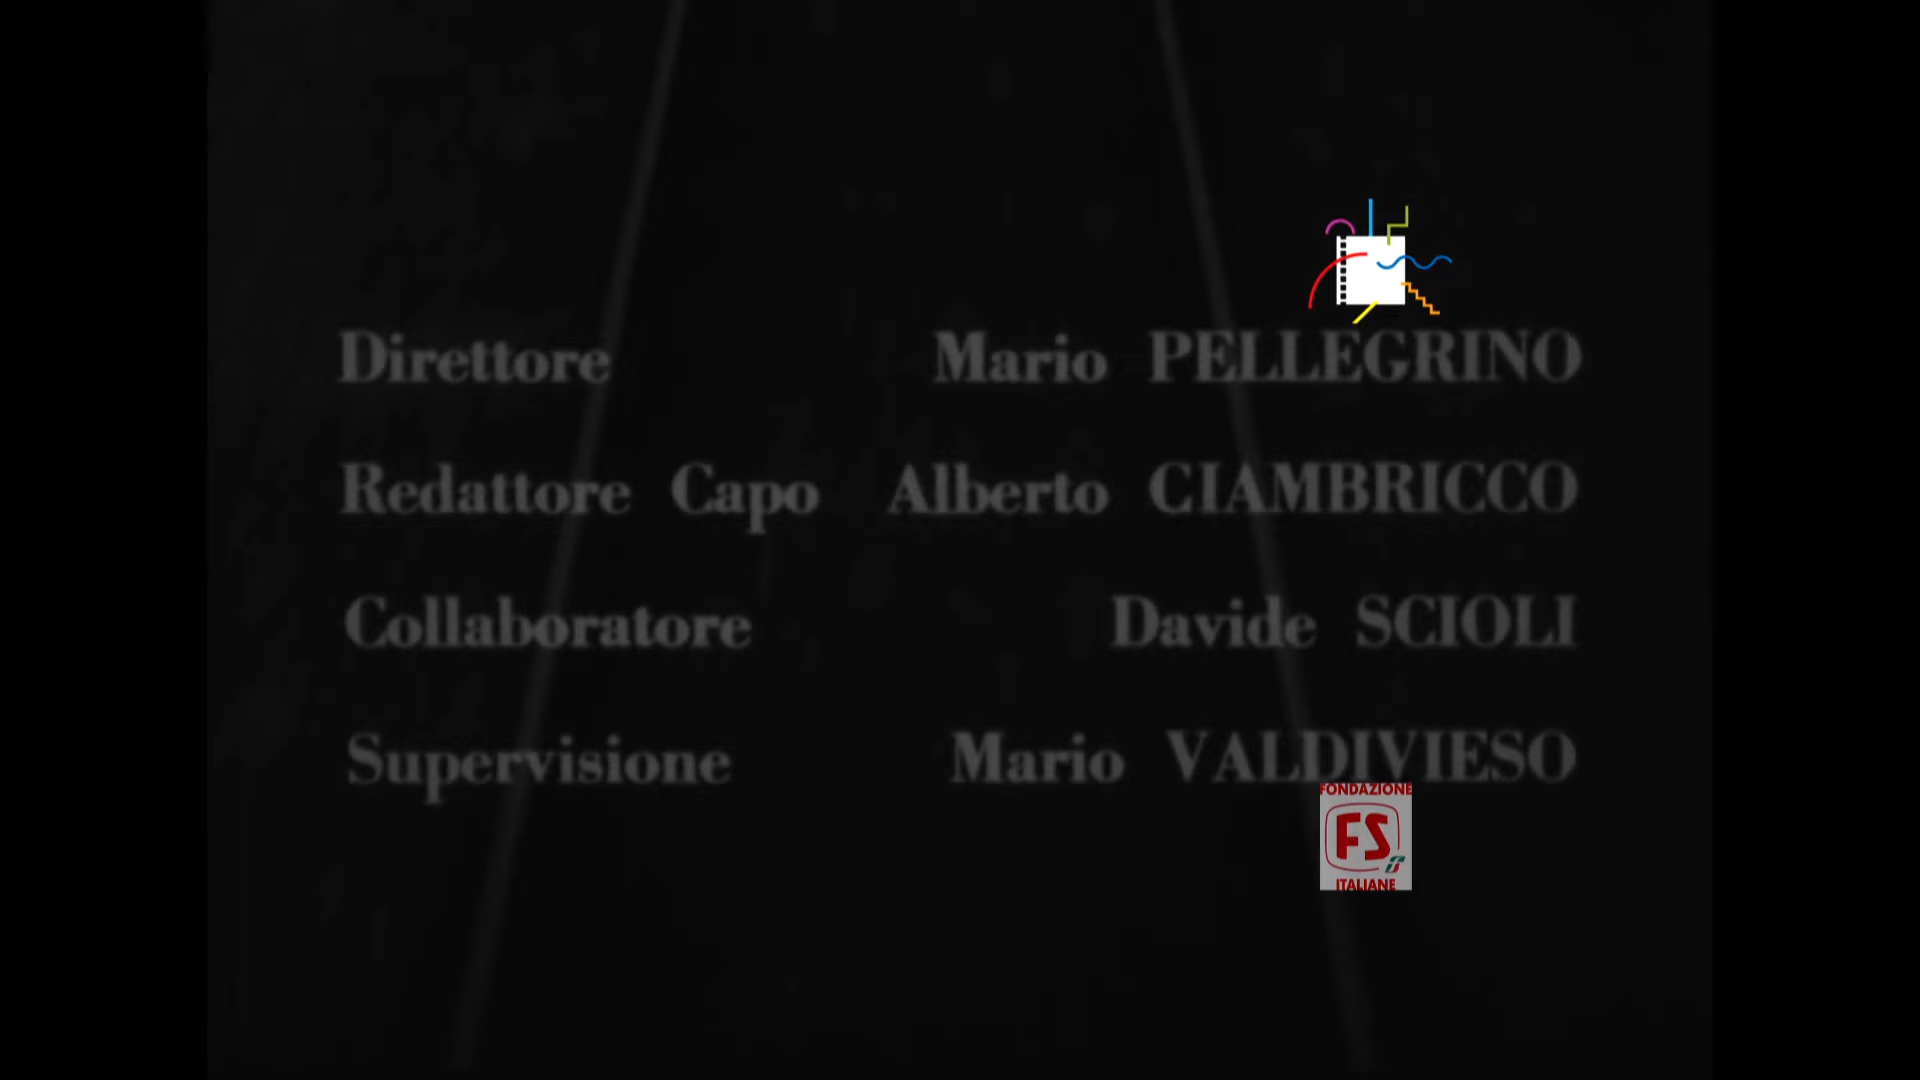 Direttore Mario PELLEGRINO
Redattore Capo Alberto CIAMBRICCO
Collaboratore Davide SCIOLI
Supervisione Mario VALDIVIESO
FONDAZIONE
FS
ITALIANE